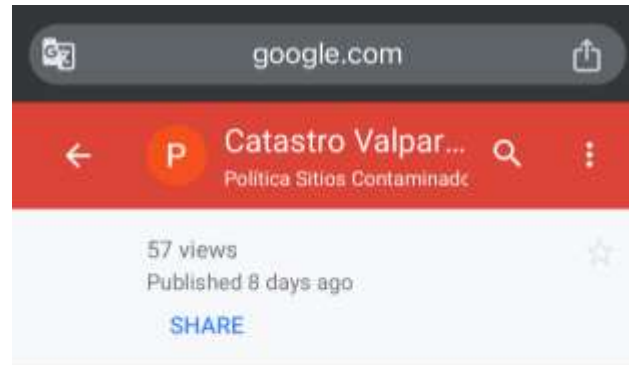 google.com
P
Catastro Valpar...
Política Sitios Contaminadc
57 views
Published 8 days ago
SHARE